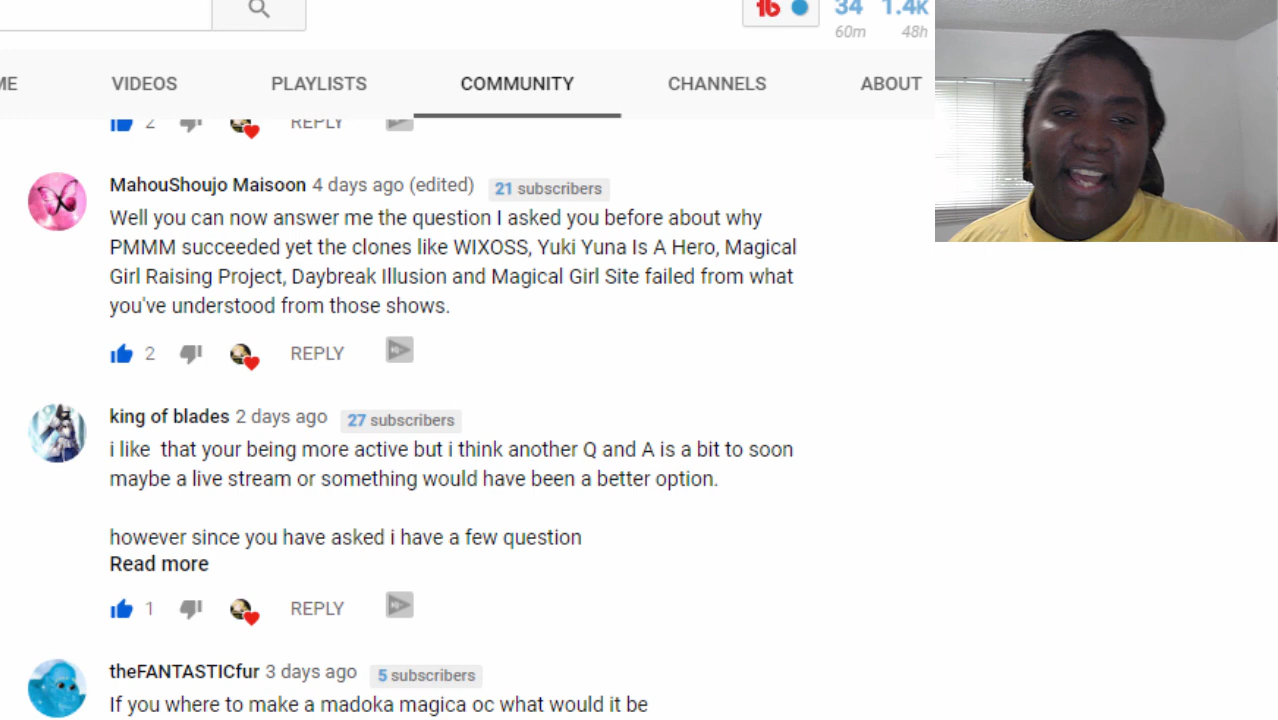 34 1.4K
60m 48h
ME VIDEOS PLAYLISTS COMMUNITY CHANNELS ABOUT
2 REPLY
MahouShoujo Maisoon 4 days ago (edited) 21 subscribers
Well you can now answer me the question I asked you before about why
PMMM succeeded yet the clones like WIXOSS, Yuki Yuna Is A Hero, Magical
Girl Raising Project, Daybreak Illusion and Magical Girl Site failed from what
you've understood from those shows.
2 REPLY
king of blades 2 days ago 27 subscribers
i like that your being more active but i think another Q and A is a bit to soon
maybe a live stream or something would have been a better option.
however since you have asked i have a few question
Read more
1 REPLY
theFANTASTICfur 3 days ago 5 subscribers
If you where to make a madoka magica oc what would it be